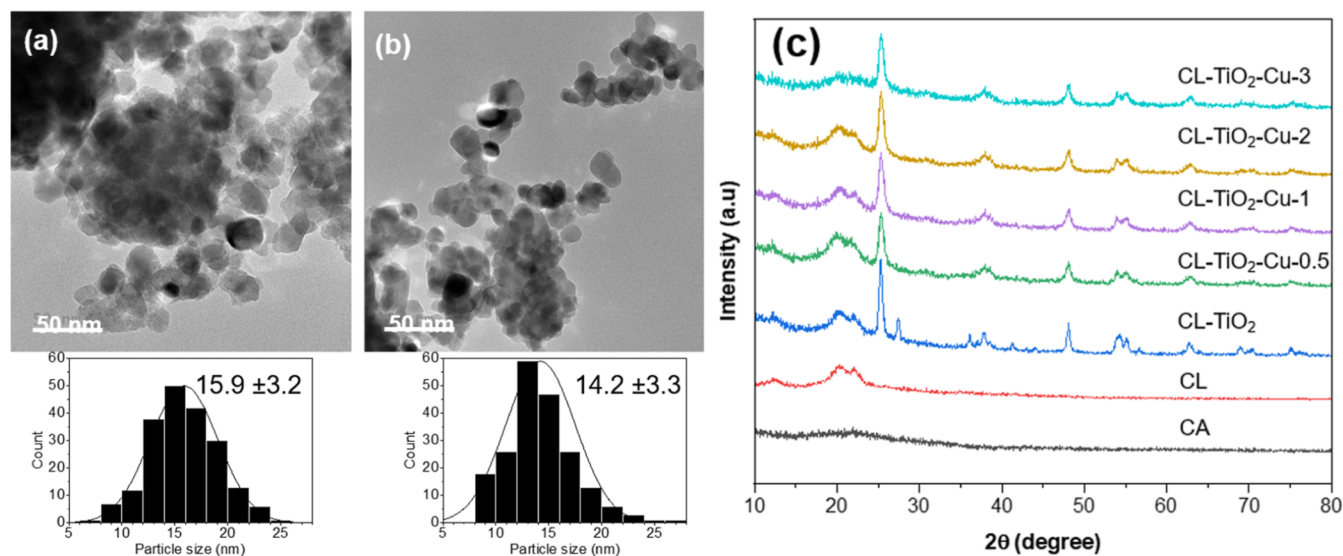 (a)
50 nm
(b)
50 nm
60
50
40
30
20
10
0
Count
15.9 ±3.2
5 10 15 20 25
Particle size (nm)
60
50
40
30
20
10
0
Count
14.2 ±3.3
5 10 15 20 25
Particle size (nm)
(c)
CL-TiO₂-Cu-3
CL-TiO₂-Cu-2
CL-TiO₂-Cu-1
CL-TiO₂-Cu-0.5
CL-TiO₂
CL
CA
Intensity (a.u)
10 20 30 40 50 60 70 80
2θ (degree)